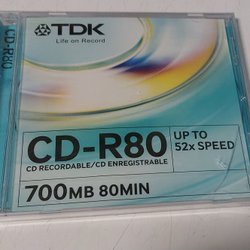 TDK
Life on Record
CD-R80
CD-R80
UP TO
52x SPEED
CD RECORDABLE/CD ENREGISTRABLE
700MB 80MIN